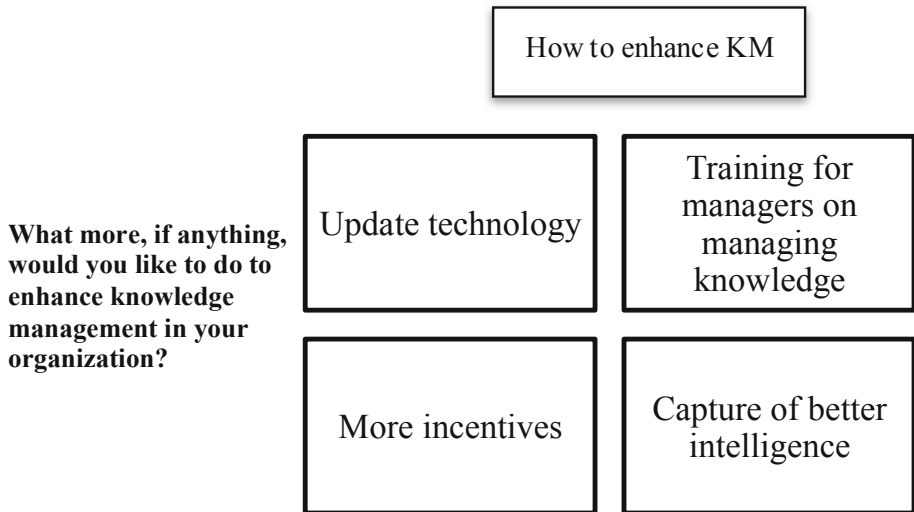 How to enhance KM
What more, if anything,
would you like to do to
enhance knowledge
management in your
organization?
Update technology
Training for
managers on
managing
knowledge
More incentives
Capture of better
intelligence